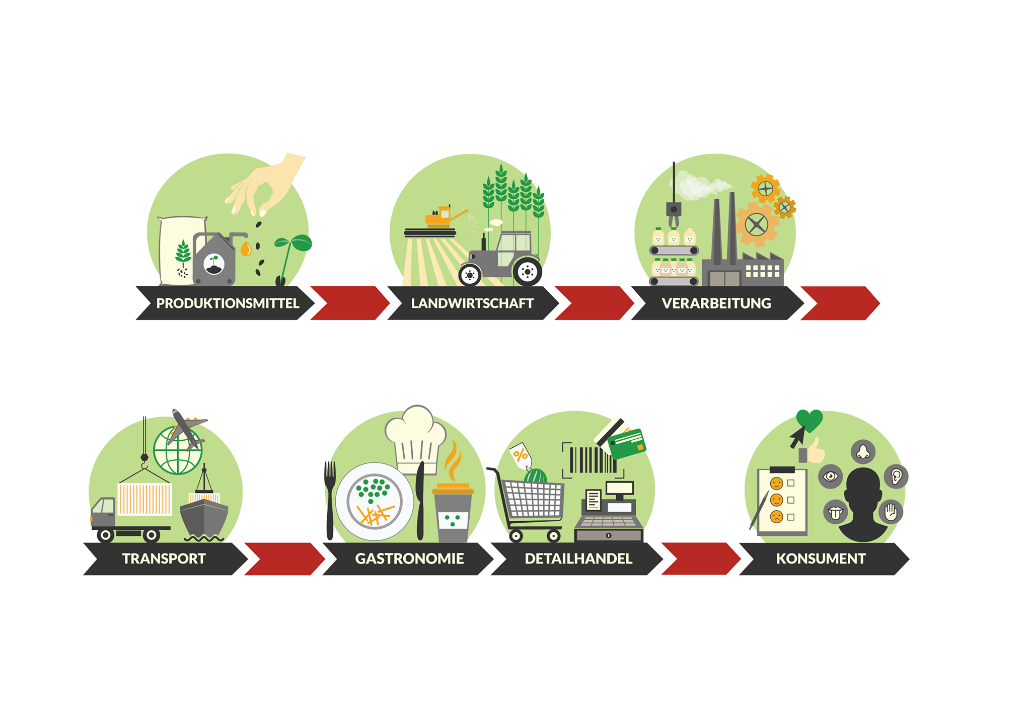 PRODUKTIONSMITTEL
LANDWIRTSCHAFT
VERARBEITUNG
%
TRANSPORT
GASTRONOMIE
DETAILHANDEL
KONSUMENT